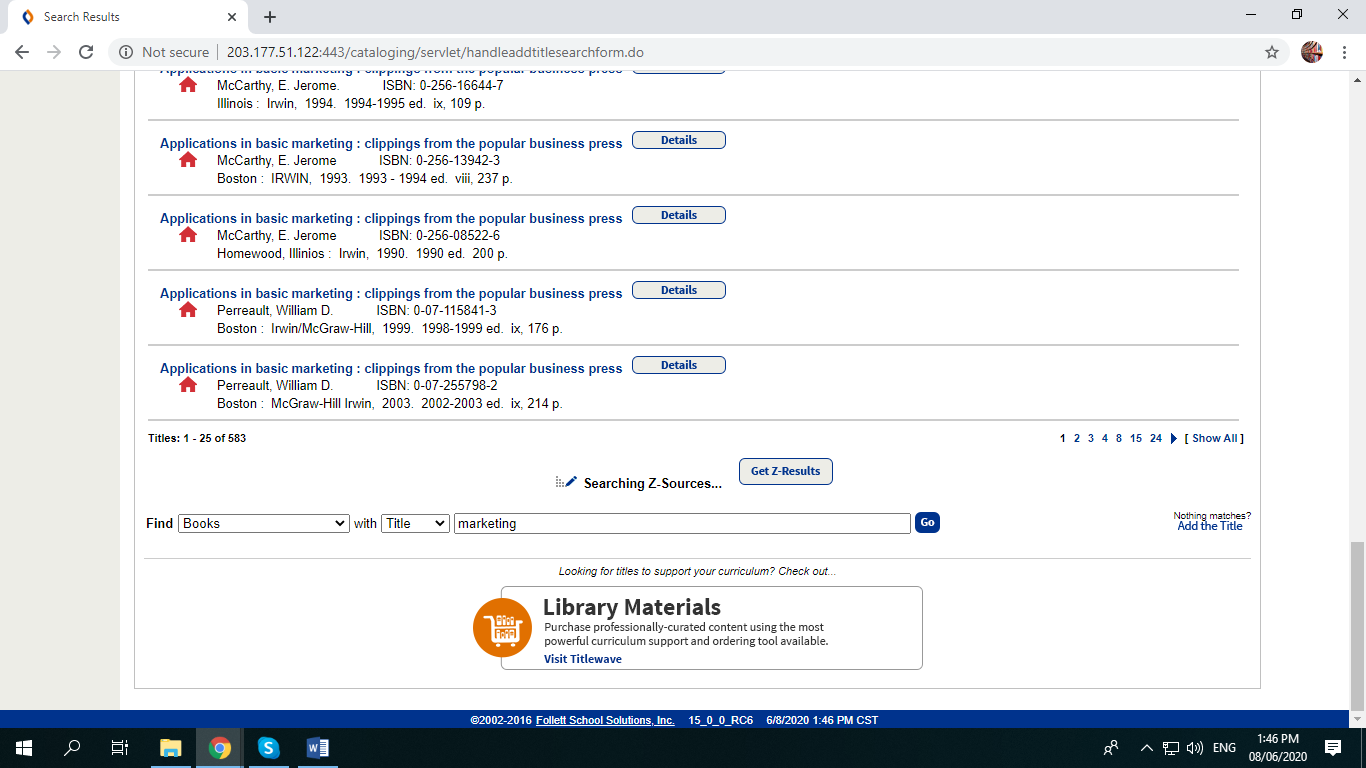 Search Results
Not secure 203.177.51.122:443/cataloging/servlet/handleaddtitlesearchform.do
Applications in basic marketing : clippings from the popular business press
McCarthy, E. Jerome. ISBN: 0-256-16644-7
Illinois : Irwin, 1994. 1994-1995 ed. ix, 109 p.
Applications in basic marketing : clippings from the popular business press Details
McCarthy, E. Jerome ISBN: 0-256-13942-3
Boston : IRWIN, 1993. 1993 - 1994 ed. viii, 237 p.
Applications in basic marketing : clippings from the popular business press Details
McCarthy, E. Jerome ISBN: 0-256-08522-6
Homewood, Illinios : Irwin, 1990. 1990 ed. 200 p.
Applications in basic marketing : clippings from the popular business press Details
Perreault, William D. ISBN: 0-07-115841-3
Boston : Irwin/McGraw-Hill, 1999. 1998-1999 ed. ix, 176 p.
Applications in basic marketing : clippings from the popular business press Details
Perreault, William D. ISBN: 0-07-255798-2
Boston : McGraw-Hill Irwin, 2003. 2002-2003 ed. ix, 214 p.
Titles: 1 - 25 of 583 1 2 3 4 8 15 24 [ Show All ]
Searching Z-Sources... Get Z-Results
Find Books with Title marketing Go
Nothing matches?
Add the Title
Looking for titles to support your curriculum? Check out...
Library Materials
Purchase professionally-curated content using the most
powerful curriculum support and ordering tool available.
Visit Titlewave
©2002-2016 Follett School Solutions, Inc. 15_0_0_RC6 6/8/2020 1:46 PM CST
ENG
1:46 PM
08/06/2020